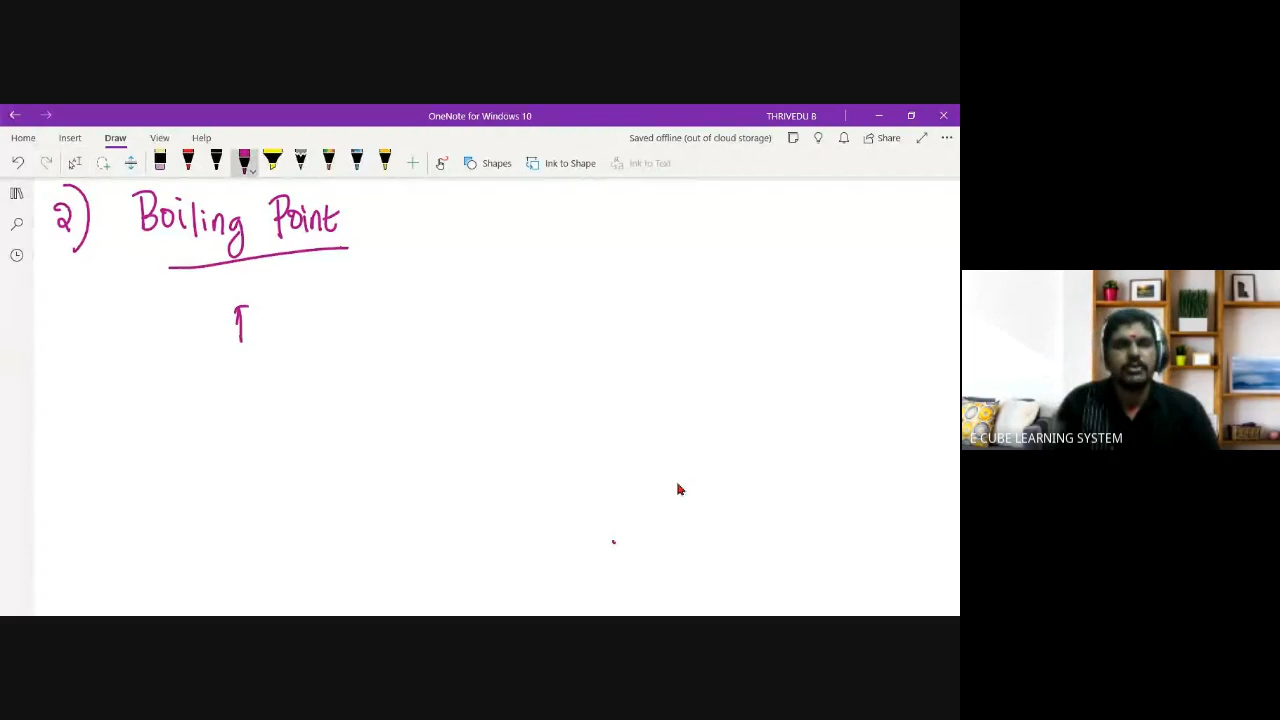 OneNote for Windows 10
THRIVEDU B
Home Insert Draw View Help
Saved offline (out of cloud storage)
Share
Shapes
Ink to Shape
Ink to Text
2) Boiling Point
↑
E CUBE LEARNING SYSTEM